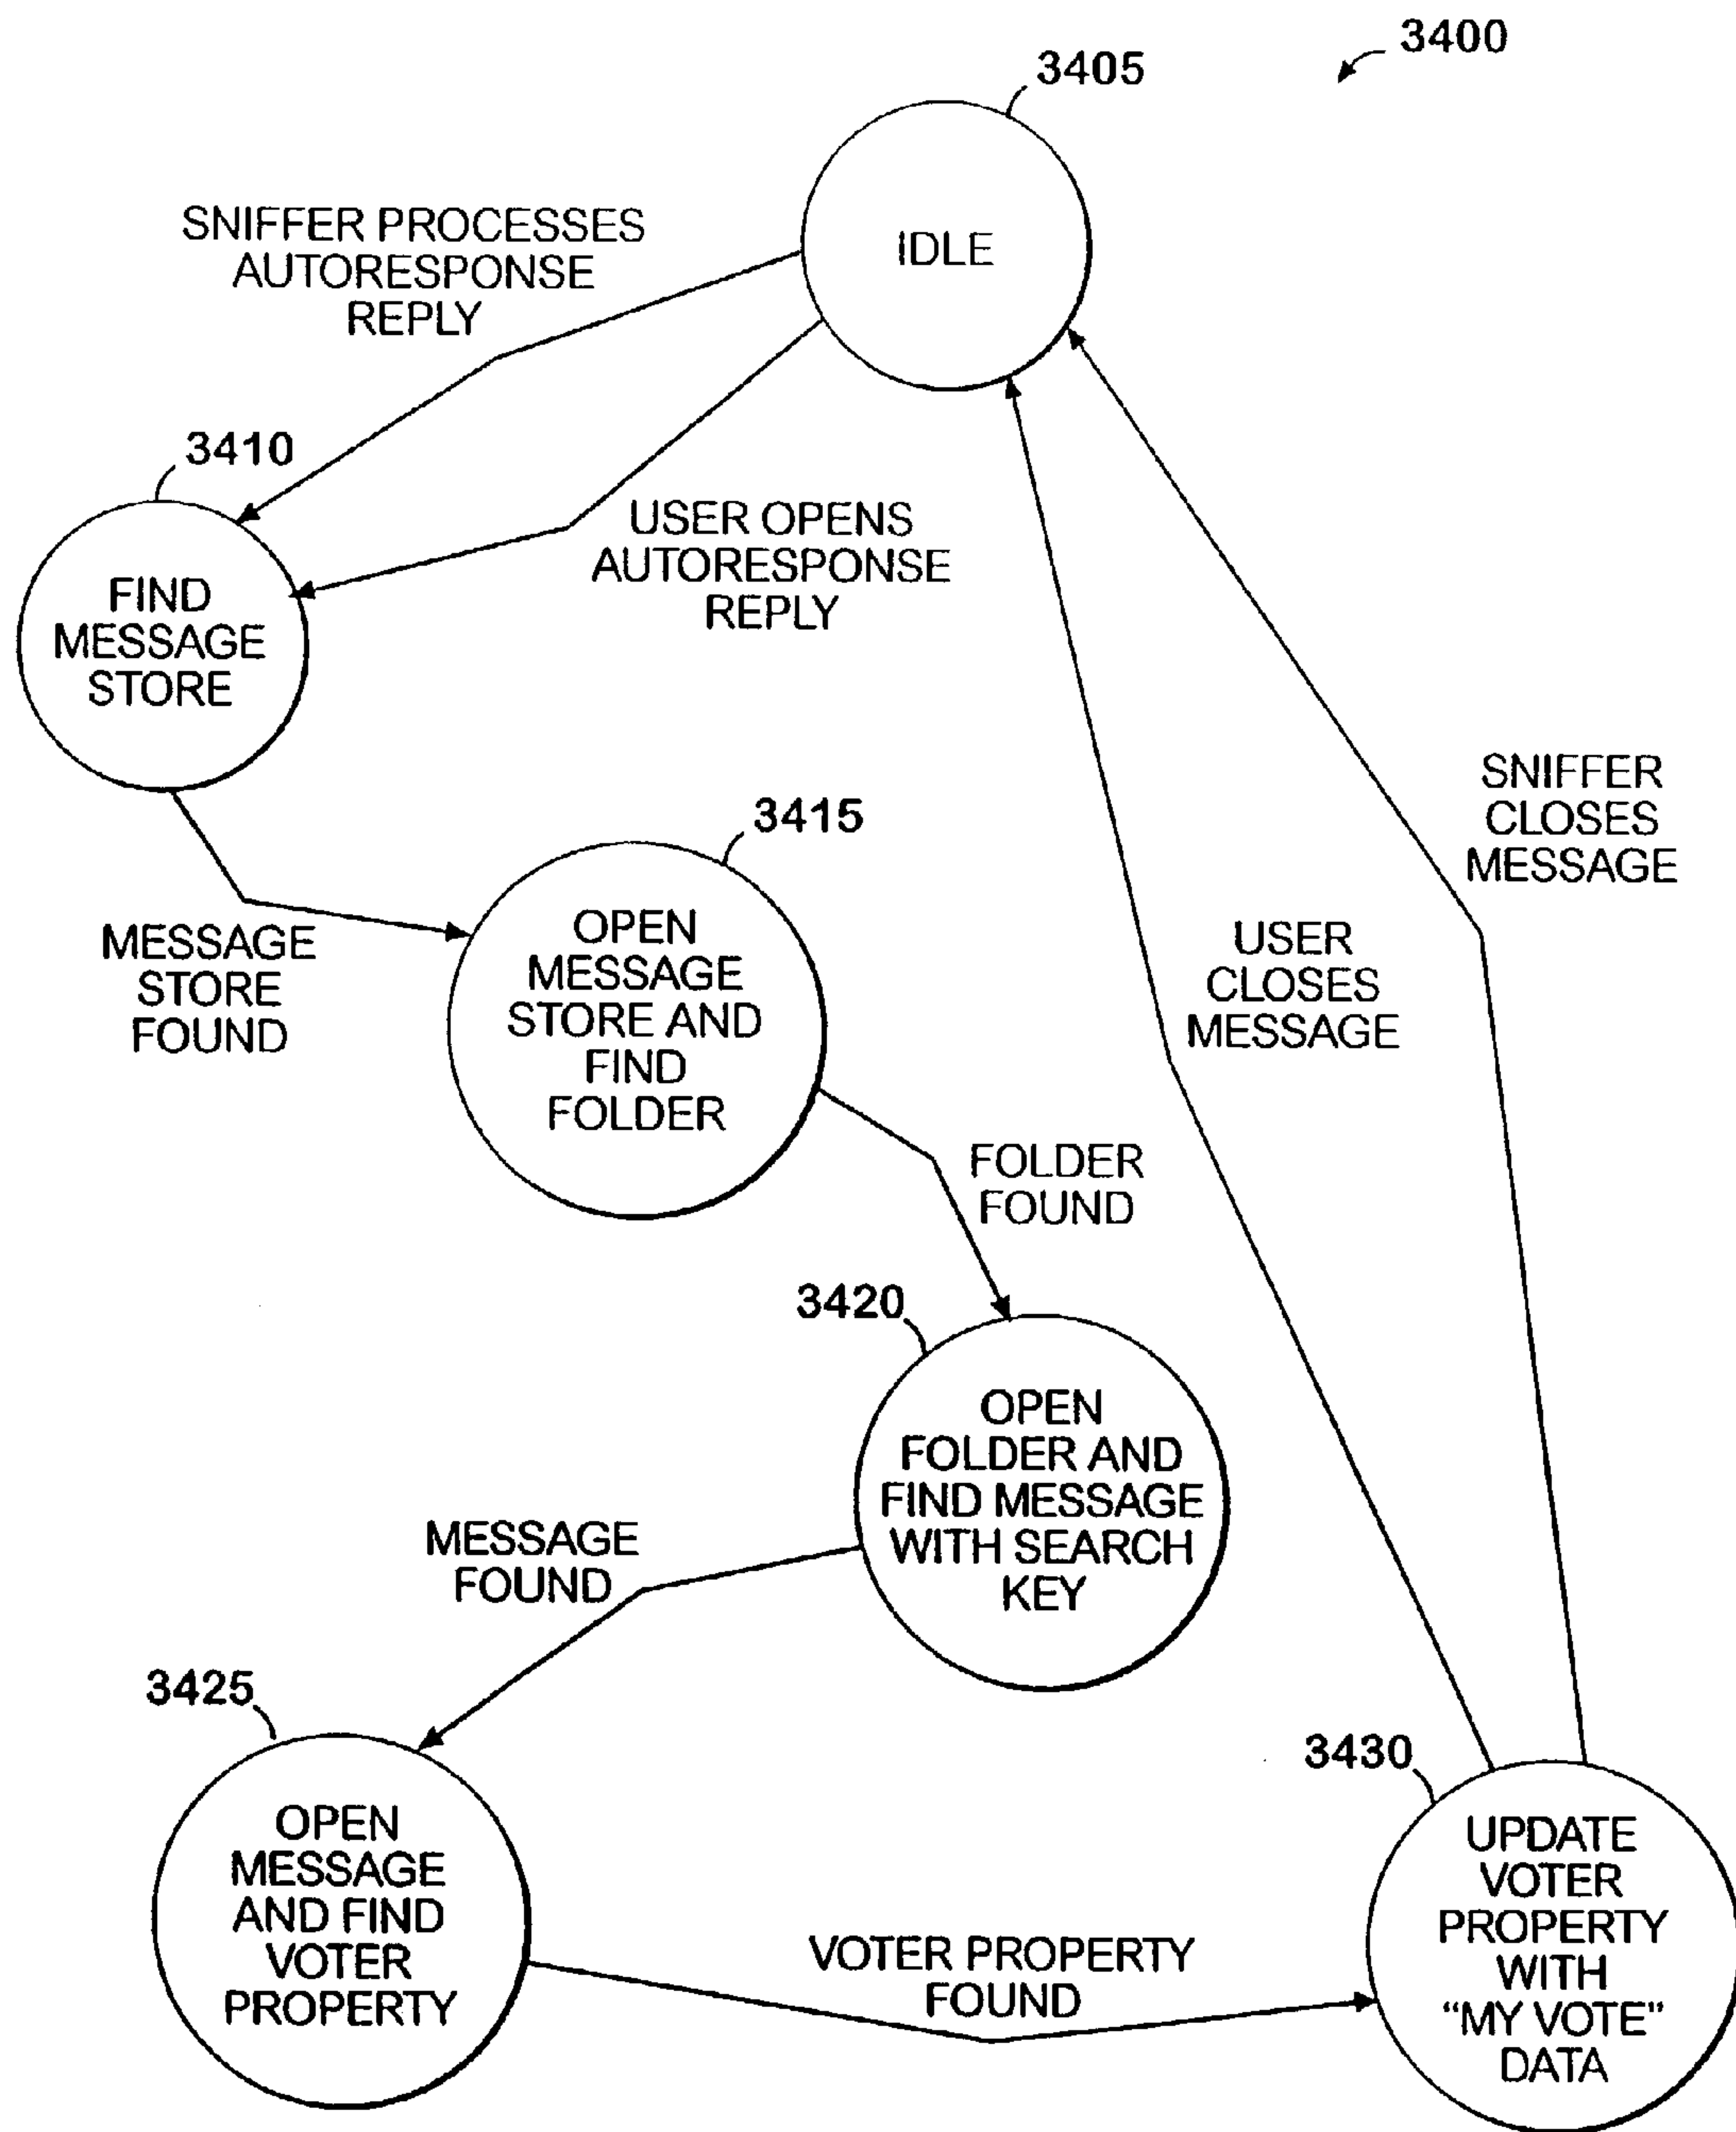 3400
3405
IDLE
SNIFFER PROCESSES
AUTORESPONSE
REPLY
USER OPENS
AUTORESPONSE
REPLY
3410
FIND
MESSAGE
STORE
MESSAGE
STORE
FOUND
3415
OPEN
MESSAGE
STORE AND
FIND
FOLDER
SNIFFER
CLOSES
MESSAGE
USER
CLOSES
MESSAGE
FOLDER
FOUND
3420
OPEN
FOLDER AND
FIND MESSAGE
WITH SEARCH
KEY
MESSAGE
FOUND
3425
OPEN
MESSAGE
AND FIND
VOTER
PROPERTY
VOTER PROPERTY
FOUND
3430
UPDATE
VOTER
PROPERTY
WITH
“MY VOTE”
DATA